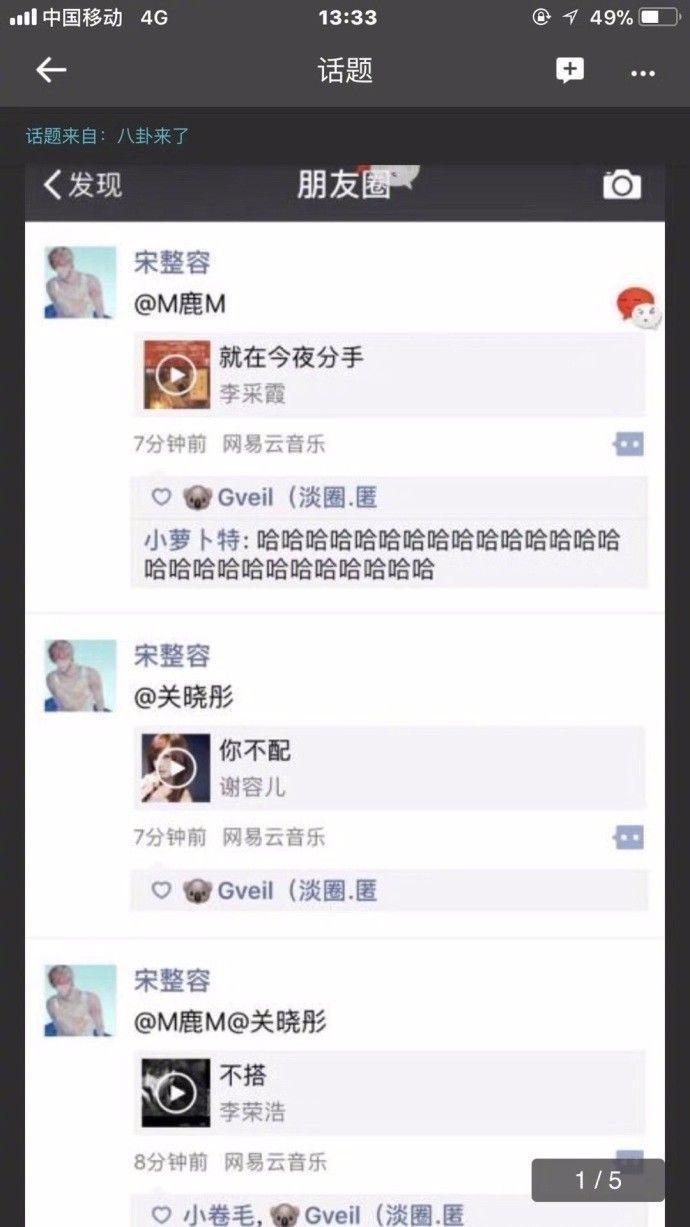 中国移动 4G 13:33 49%
话题
话题来自：八卦来了
发现 朋友圈
宋整容
@M鹿M
就在今夜分手
李采霞
7分钟前 网易云音乐
Gveil（淡圈.匿
小萝卜特: 哈哈哈哈哈哈哈哈哈哈哈哈哈哈哈
哈哈哈哈哈哈哈哈哈哈哈哈
宋整容
@关晓彤
你不配
谢容儿
7分钟前 网易云音乐
Gveil（淡圈.匿
宋整容
@M鹿M@关晓彤
不搭
李荣浩
8分钟前 网易云音乐
1 / 5
小卷毛, Gveil（淡圈.匿